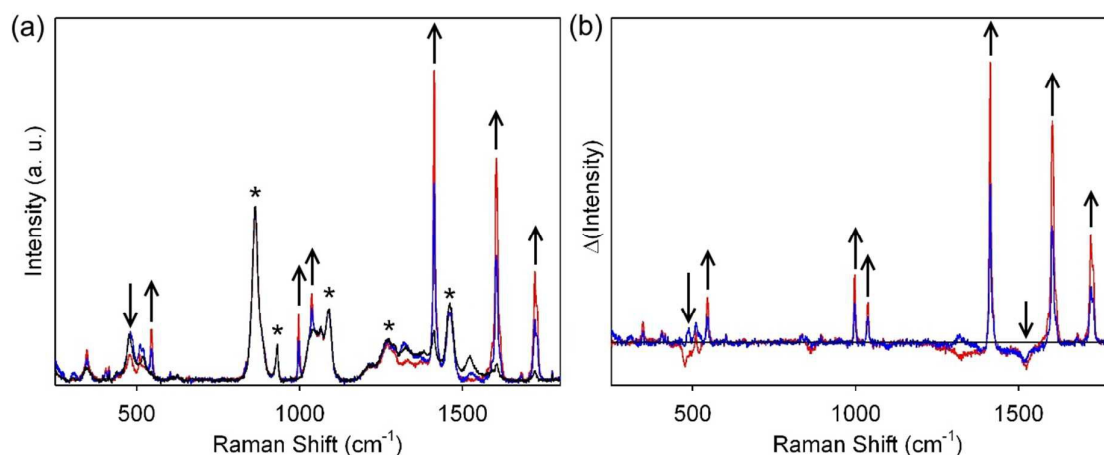 (a)
Intensity (a. u.)
*
*
*
*
*
500
1000
1500
Raman Shift (cm⁻¹)
(b)
Δ(Intensity)
500
1000
1500
Raman Shift (cm⁻¹)